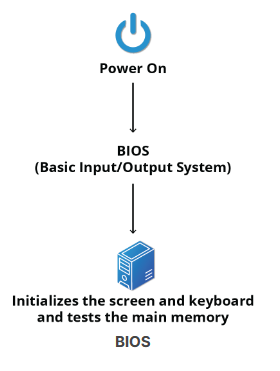 Power On
BIOS
(Basic Input/Output System)
Initializes the screen and keyboard
and tests the main memory
BIOS